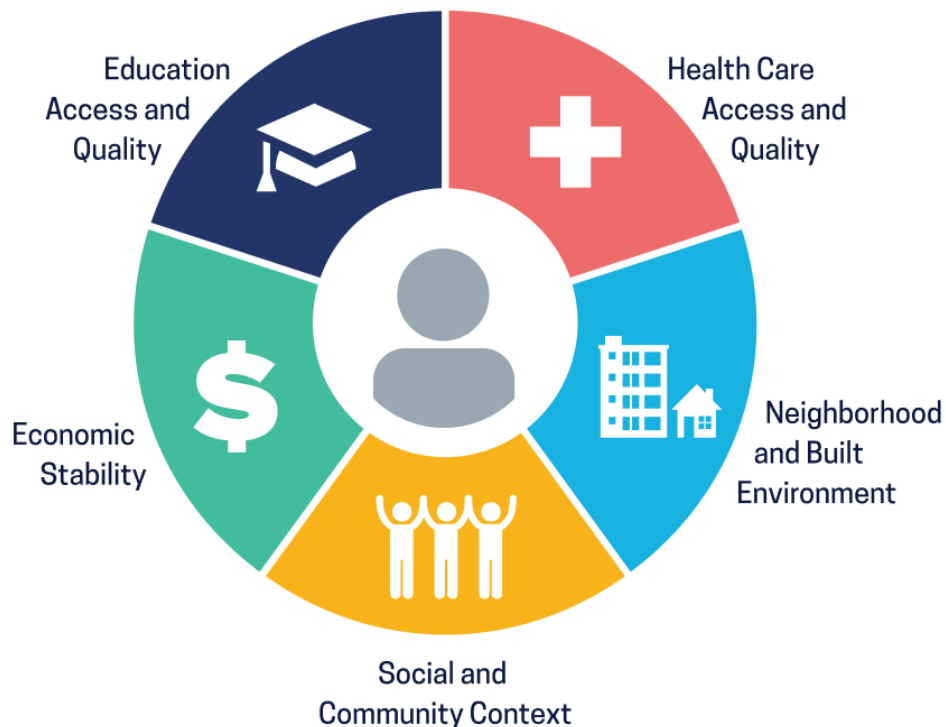 Education
Access and
Quality
Health Care
Access and
Quality
Economic
Stability
Neighborhood
and Built
Environment
Social and
Community Context